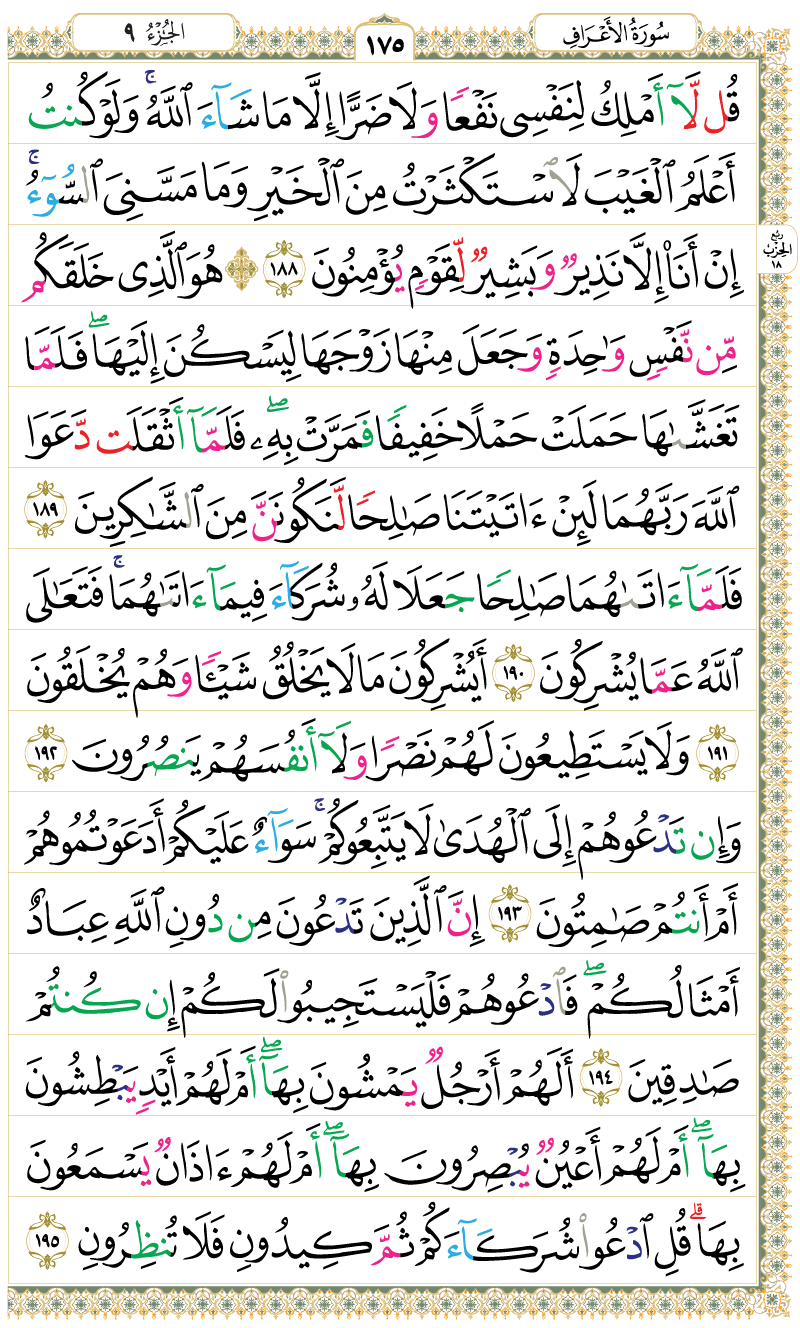 سُورَةُ الأَعْرَافِ ١٧٥ الجُزْءُ ٩
قُل لَّآ أَمْلِكُ لِنَفْسِى نَفْعًا وَلَا ضَرًّا إِلَّا مَا شَآءَ ٱللَّهُ ۚ وَلَوْ كُنتُ
أَعْلَمُ ٱلْغَيْبَ لَٱسْتَكْثَرْتُ مِنَ ٱلْخَيْرِ وَمَا مَسَّنِىَ ٱلسُّوٓءُ ۚ
إِنْ أَنَا۠ إِلَّا نَذِيرٌ وَبَشِيرٌ لِّقَوْمٍ يُؤْمِنُونَ ١٨٨ ۞ هُوَ ٱلَّذِى خَلَقَكُم
رُبع الحِزْب ١٨
مِّن نَّفْسٍ وَٰحِدَةٍ وَجَعَلَ مِنْهَا زَوْجَهَا لِيَسْكُنَ إِلَيْهَا ۖ فَلَمَّا
تَغَشَّىٰهَا حَمَلَتْ حَمْلًا خَفِيفًا فَمَرَّتْ بِهِۦ ۖ فَلَمَّآ أَثْقَلَت دَّعَوَا
ٱللَّهَ رَبَّهُمَا لَئِنْ ءَاتَيْتَنَا صَٰلِحًا لَّنَكُونَنَّ مِنَ ٱلشَّٰكِرِينَ ١٨٩
فَلَمَّآ ءَاتَىٰهُمَا صَٰلِحًا جَعَلَا لَهُۥ شُرَكَآءَ فِيمَآ ءَاتَىٰهُمَا ۚ فَتَعَٰلَى
ٱللَّهُ عَمَّا يُشْرِكُونَ ١٩٠ أَيُشْرِكُونَ مَا لَا يَخْلُقُ شَيْـًٔا وَهُمْ يُخْلَقُونَ
١٩١ وَلَا يَسْتَطِيعُونَ لَهُمْ نَصْرًا وَلَآ أَنفُسَهُمْ يَنصُرُونَ ١٩٢
وَإِن تَدْعُوهُمْ إِلَى ٱلْهُدَىٰ لَا يَتَّبِعُوكُمْ ۚ سَوَآءٌ عَلَيْكُمْ أَدَعَوْتُمُوهُمْ
أَمْ أَنتُمْ صَٰمِتُونَ ١٩٣ إِنَّ ٱلَّذِينَ تَدْعُونَ مِن دُونِ ٱللَّهِ عِبَادٌ
أَمْثَالُكُمْ ۖ فَٱدْعُوهُمْ فَلْيَسْتَجِيبُوا۟ لَكُمْ إِن كُنتُمْ
صَٰدِقِينَ ١٩٤ أَلَهُمْ أَرْجُلٌ يَمْشُونَ بِهَآ ۖ أَمْ لَهُمْ أَيْدٍ يَبْطِشُونَ
بِهَآ ۖ أَمْ لَهُمْ أَعْيُنٌ يُبْصِرُونَ بِهَآ ۖ أَمْ لَهُمْ ءَاذَانٌ يَسْمَعُونَ
بِهَا ۗ قُلِ ٱدْعُوا۟ شُرَكَآءَكُمْ ثُمَّ كِيدُونِ فَلَا تُنظِرُونِ ١٩٥